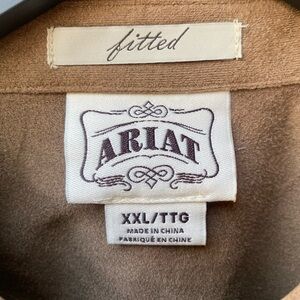 fitted
ARIAT
XXL/TTG
MADE IN CHINA
FABRIQUÉ EN CHINE